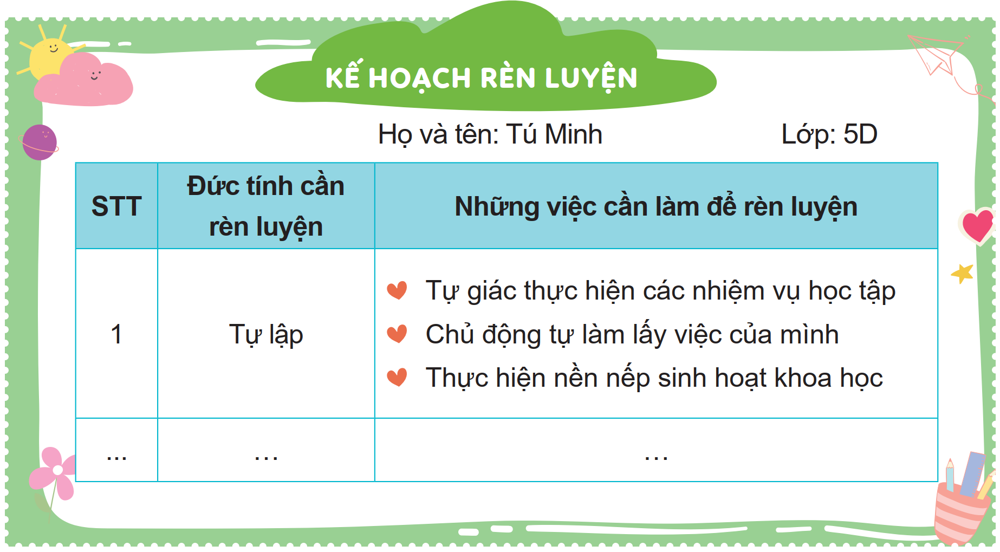 KẾ HOẠCH RÈN LUYỆN
Họ và tên: Tú Minh Lớp: 5D
STT
Đức tính cần
rèn luyện
Những việc cần làm để rèn luyện
1
Tự lập
Tự giác thực hiện các nhiệm vụ học tập
Chủ động tự làm lấy việc của mình
Thực hiện nền nếp sinh hoạt khoa học
... ... ...